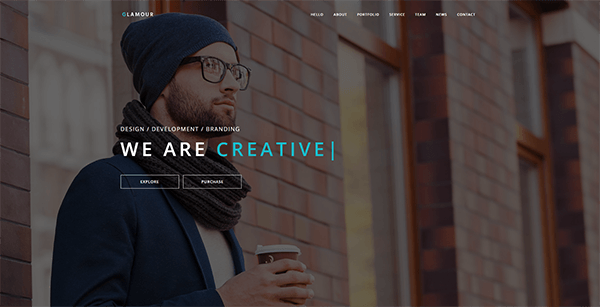 GLAMOUR
HELLO ABOUT PORTFOLIO SERVICE TEAM NEWS CONTACT
DESIGN / DEVELOPMENT / BRANDING
WE ARE CREATIVE|
EXPLORE PURCHASE